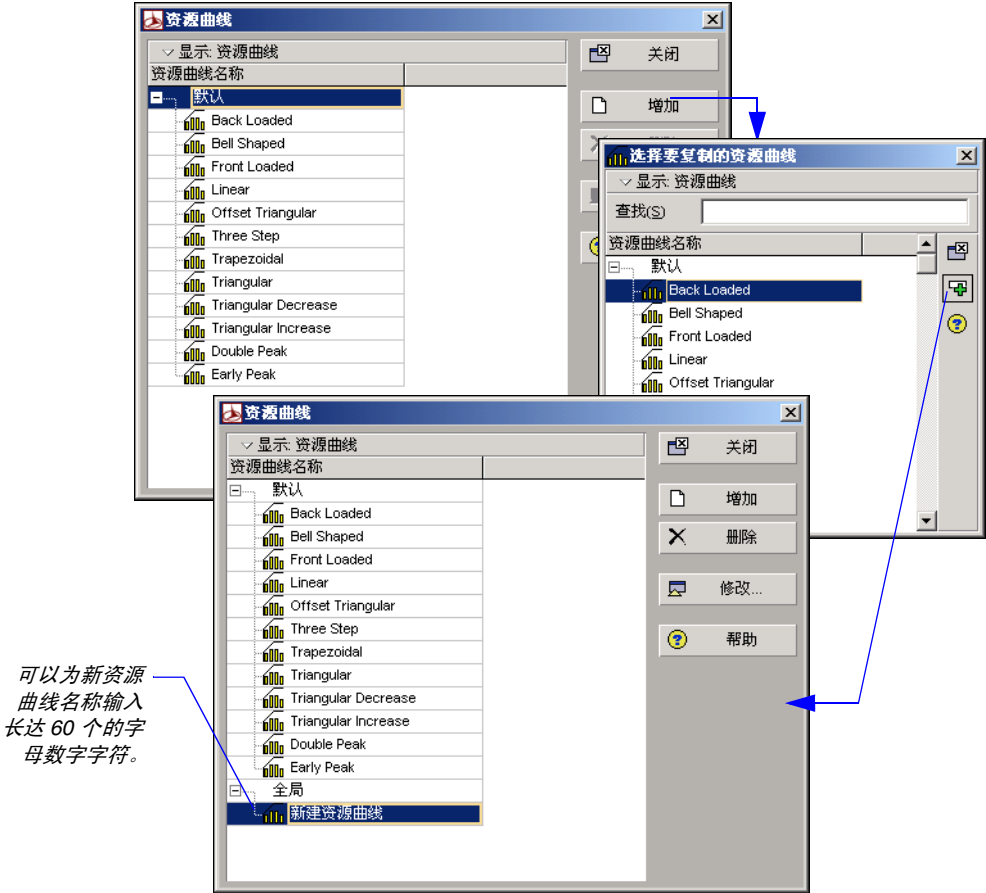 资源曲线
显示: 资源曲线
资源曲线名称
默认
Back Loaded
Bell Shaped
Front Loaded
Linear
Offset Triangular
Three Step
Trapezoidal
Triangular
Triangular Decrease
Triangular Increase
Double Peak
Early Peak
关闭
增加
选择要复制的资源曲线
显示: 资源曲线
查找(S)
资源曲线名称
默认
Back Loaded
Bell Shaped
Front Loaded
Linear
Offset Triangular
资源曲线
显示: 资源曲线
资源曲线名称
默认
Back Loaded
Bell Shaped
Front Loaded
Linear
Offset Triangular
Three Step
Trapezoidal
Triangular
Triangular Decrease
Triangular Increase
Double Peak
Early Peak
全局
新建资源曲线
关闭
增加
删除
修改...
帮助
可以为新资源
曲线名称输入
长达 60 个的字
母数字字符。